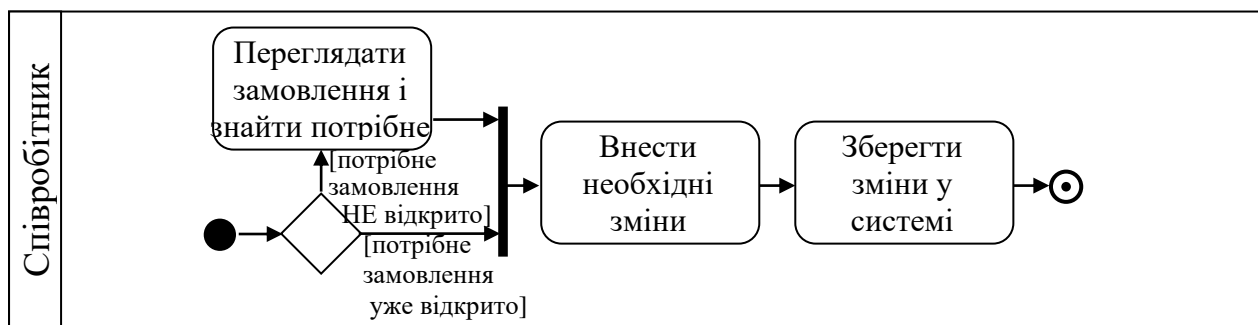 Співробітник
Переглядати
замовлення і
знайти потрібне
[потрібне
замовлення
НЕ відкрито]
[потрібне
замовлення
уже відкрито]
Внести
необхідні
зміни
Зберегти
зміни у
системі